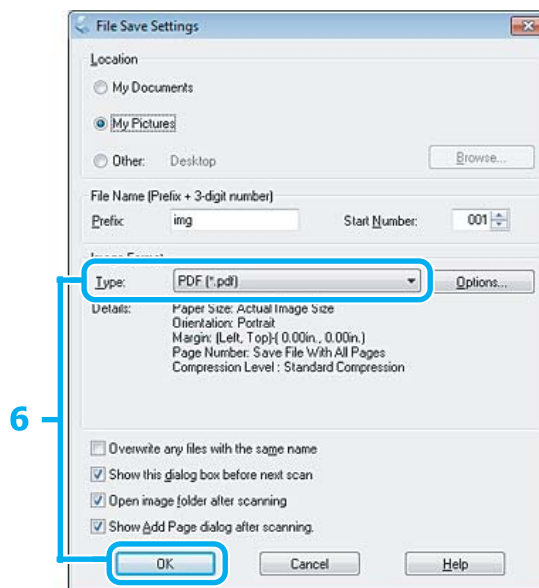 File Save Settings
Location
My Documents
My Pictures
Other: Desktop Browse...
File Name (Prefix + 3-digit number)
Prefix: img Start Number: 001
Image Format
Type: PDF (*.pdf) Options...
Details: Paper Size: Actual Image Size
Orientation: Portrait
Margin: (Left, Top)-( 0.00in., 0.00in.)
Page Number: Save File With All Pages
Compression Level : Standard Compression
6
Overwrite any files with the same name
Show this dialog box before next scan
Open image folder after scanning
Show Add Page dialog after scanning.
OK Cancel Help